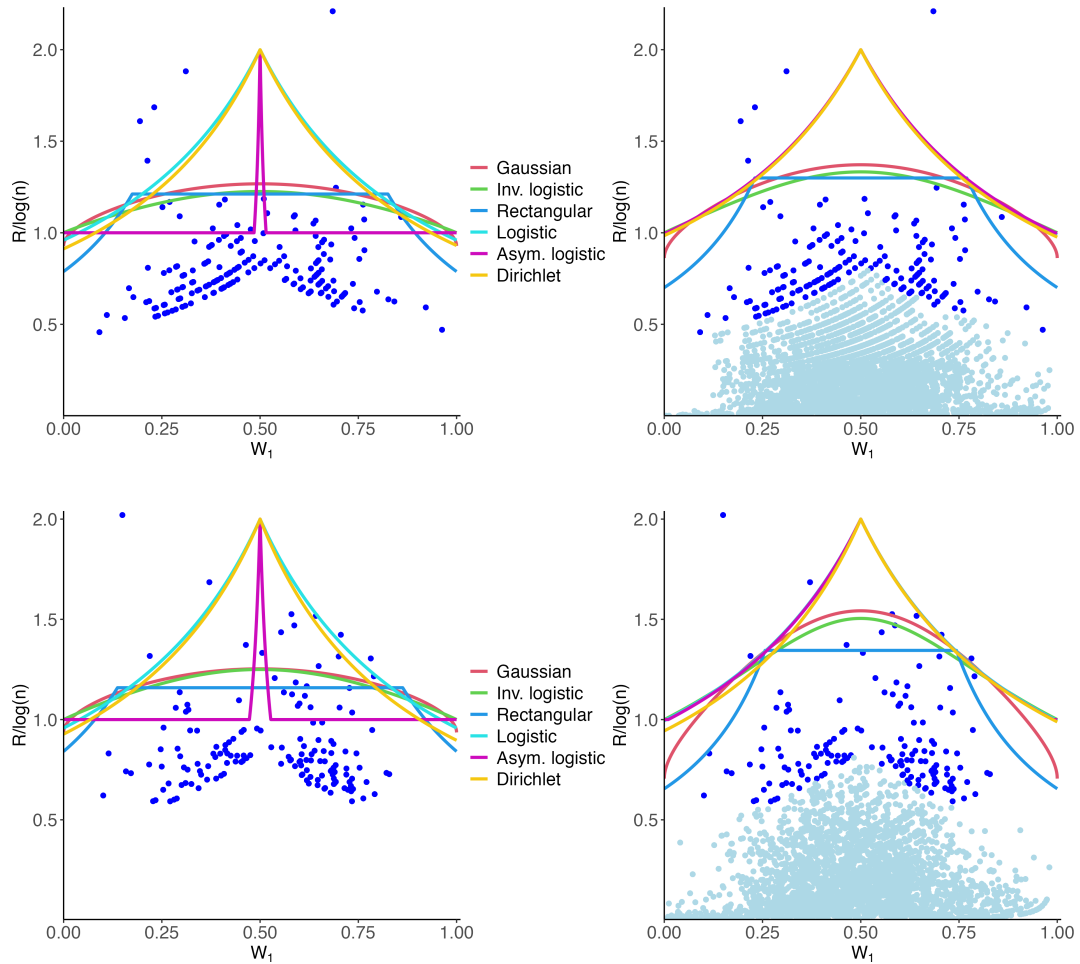 2.0
1.5
1.0
0.5
R/log(n)
0.00 0.25 0.50 0.75 1.00
W1
Gaussian
Inv. logistic
Rectangular
Logistic
Asym. logistic
Dirichlet
2.0
1.5
1.0
0.5
R/log(n)
0.00 0.25 0.50 0.75 1.00
W1
2.0
1.5
1.0
0.5
R/log(n)
0.00 0.25 0.50 0.75 1.00
W1
Gaussian
Inv. logistic
Rectangular
Logistic
Asym. logistic
Dirichlet
2.0
1.5
1.0
0.5
R/log(n)
0.00 0.25 0.50 0.75 1.00
W1